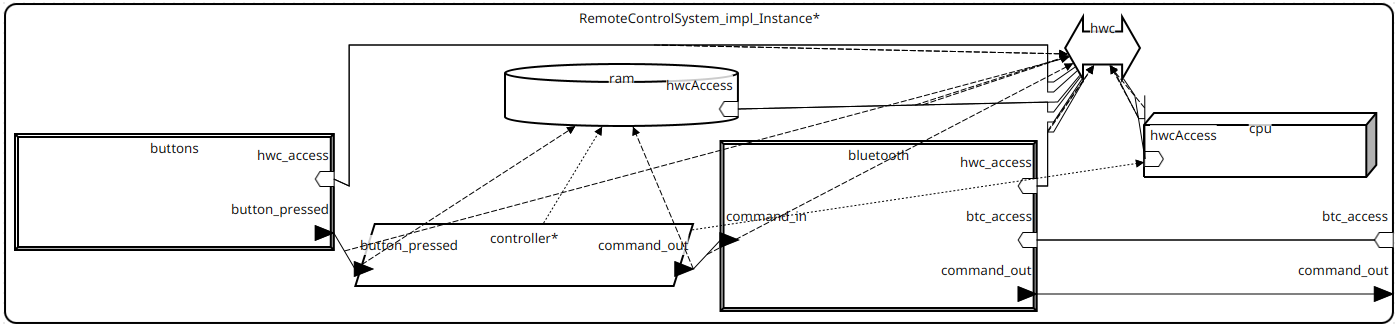 RemoteControlSystem_impl_Instance*
hwc
ram
hwcAccess
cpu
hwcAccess
buttons
hwc_access
button_pressed
bluetooth
hwc_access
command_in
btc_access
command_out
btc_access
command_out
controller*
button_pressed
command_out